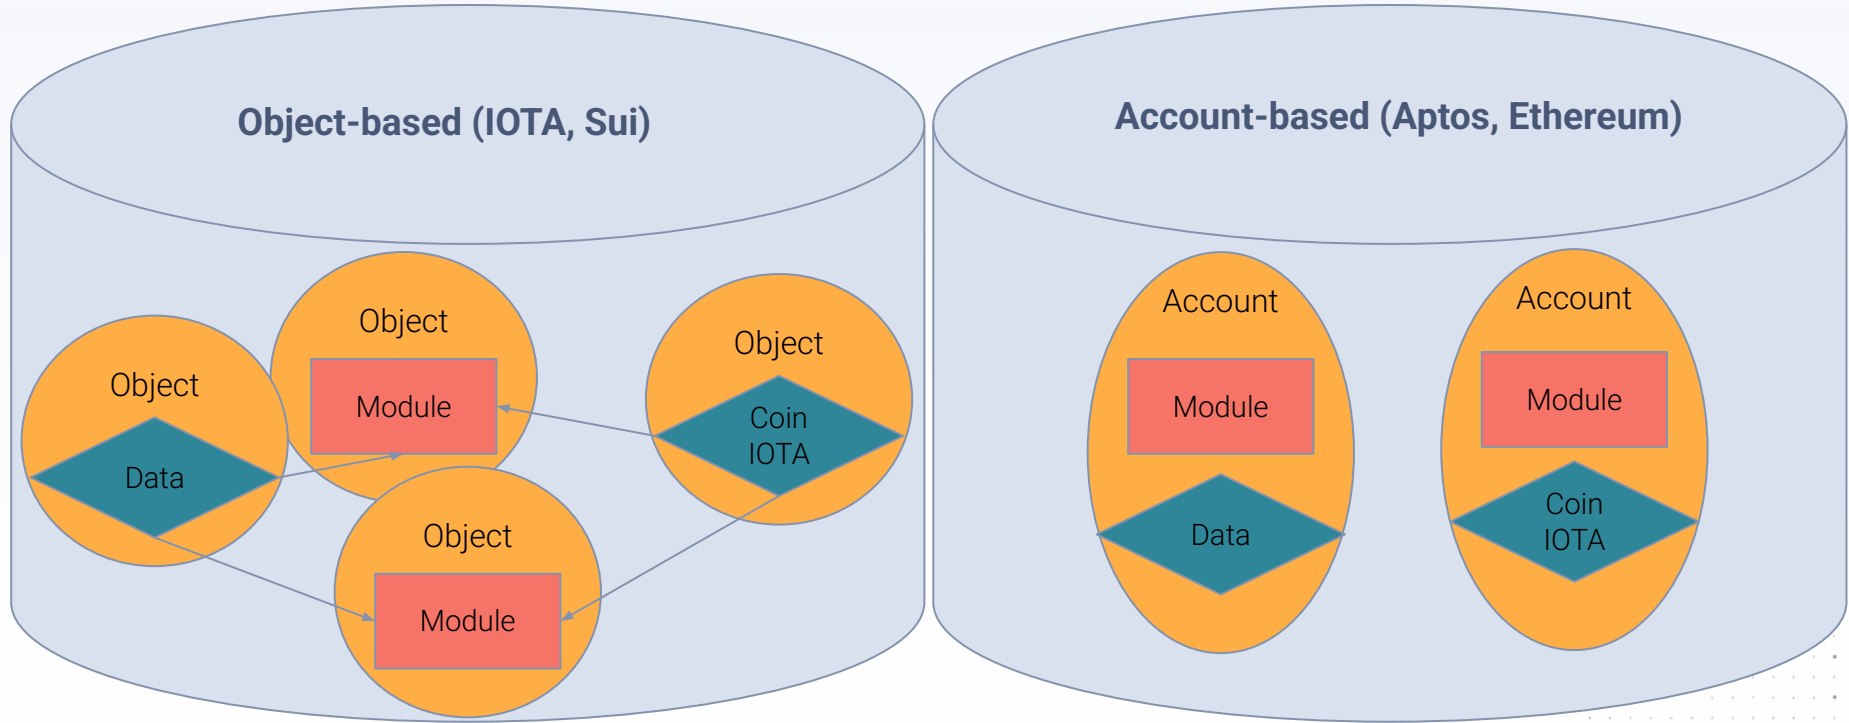 Object-based (IOTA, Sui)
Object
Module
Object
Data
Object
Coin
IOTA
Object
Module
Account-based (Aptos, Ethereum)
Account
Module
Data
Account
Module
Coin
IOTA